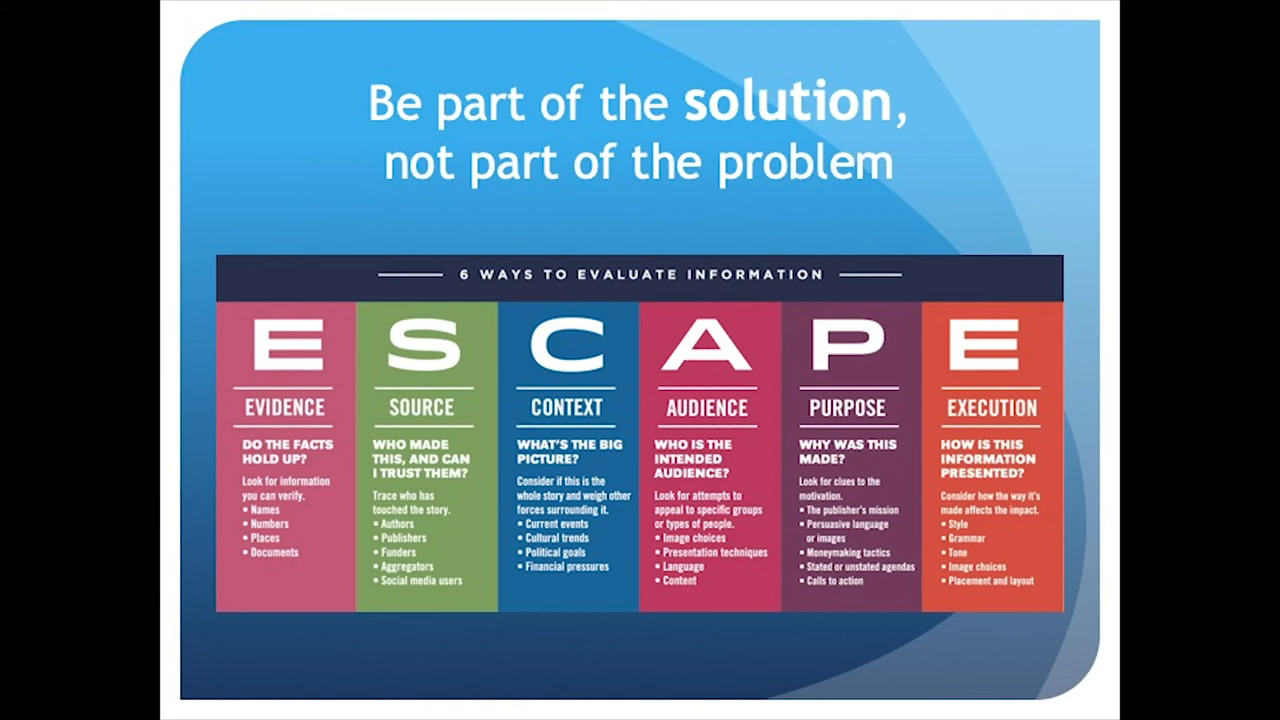 Be part of the solution,
not part of the problem
6 WAYS TO EVALUATE INFORMATION
E
EVIDENCE
DO THE FACTS
HOLD UP?
Look for information
you can verify.
• Names
• Numbers
• Places
• Documents
S
SOURCE
WHO MADE
THIS, AND CAN
I TRUST THEM?
Trace who has
touched the story.
• Authors
• Publishers
• Funders
• Aggregators
• Social media users
C
CONTEXT
WHAT'S THE BIG
PICTURE?
Consider if this is the
whole story and weigh other
forces surrounding it.
• Current events
• Cultural trends
• Political goals
• Financial pressures
A
AUDIENCE
WHO IS THE
INTENDED
AUDIENCE?
Look for attempts to
appeal to specific groups
or types of people.
• Image choices
• Presentation techniques
• Language
• Content
P
PURPOSE
WHY WAS THIS
MADE?
Look for clues to the
motivation.
• The publisher's mission
• Persuasive language
or images
• Moneymaking tactics
• Stated or unstated agendas
• Calls to action
E
EXECUTION
HOW IS THIS
INFORMATION
PRESENTED?
Consider how the way it's
made affects the impact.
• Style
• Grammar
• Tone
• Image choices
• Placement and layout